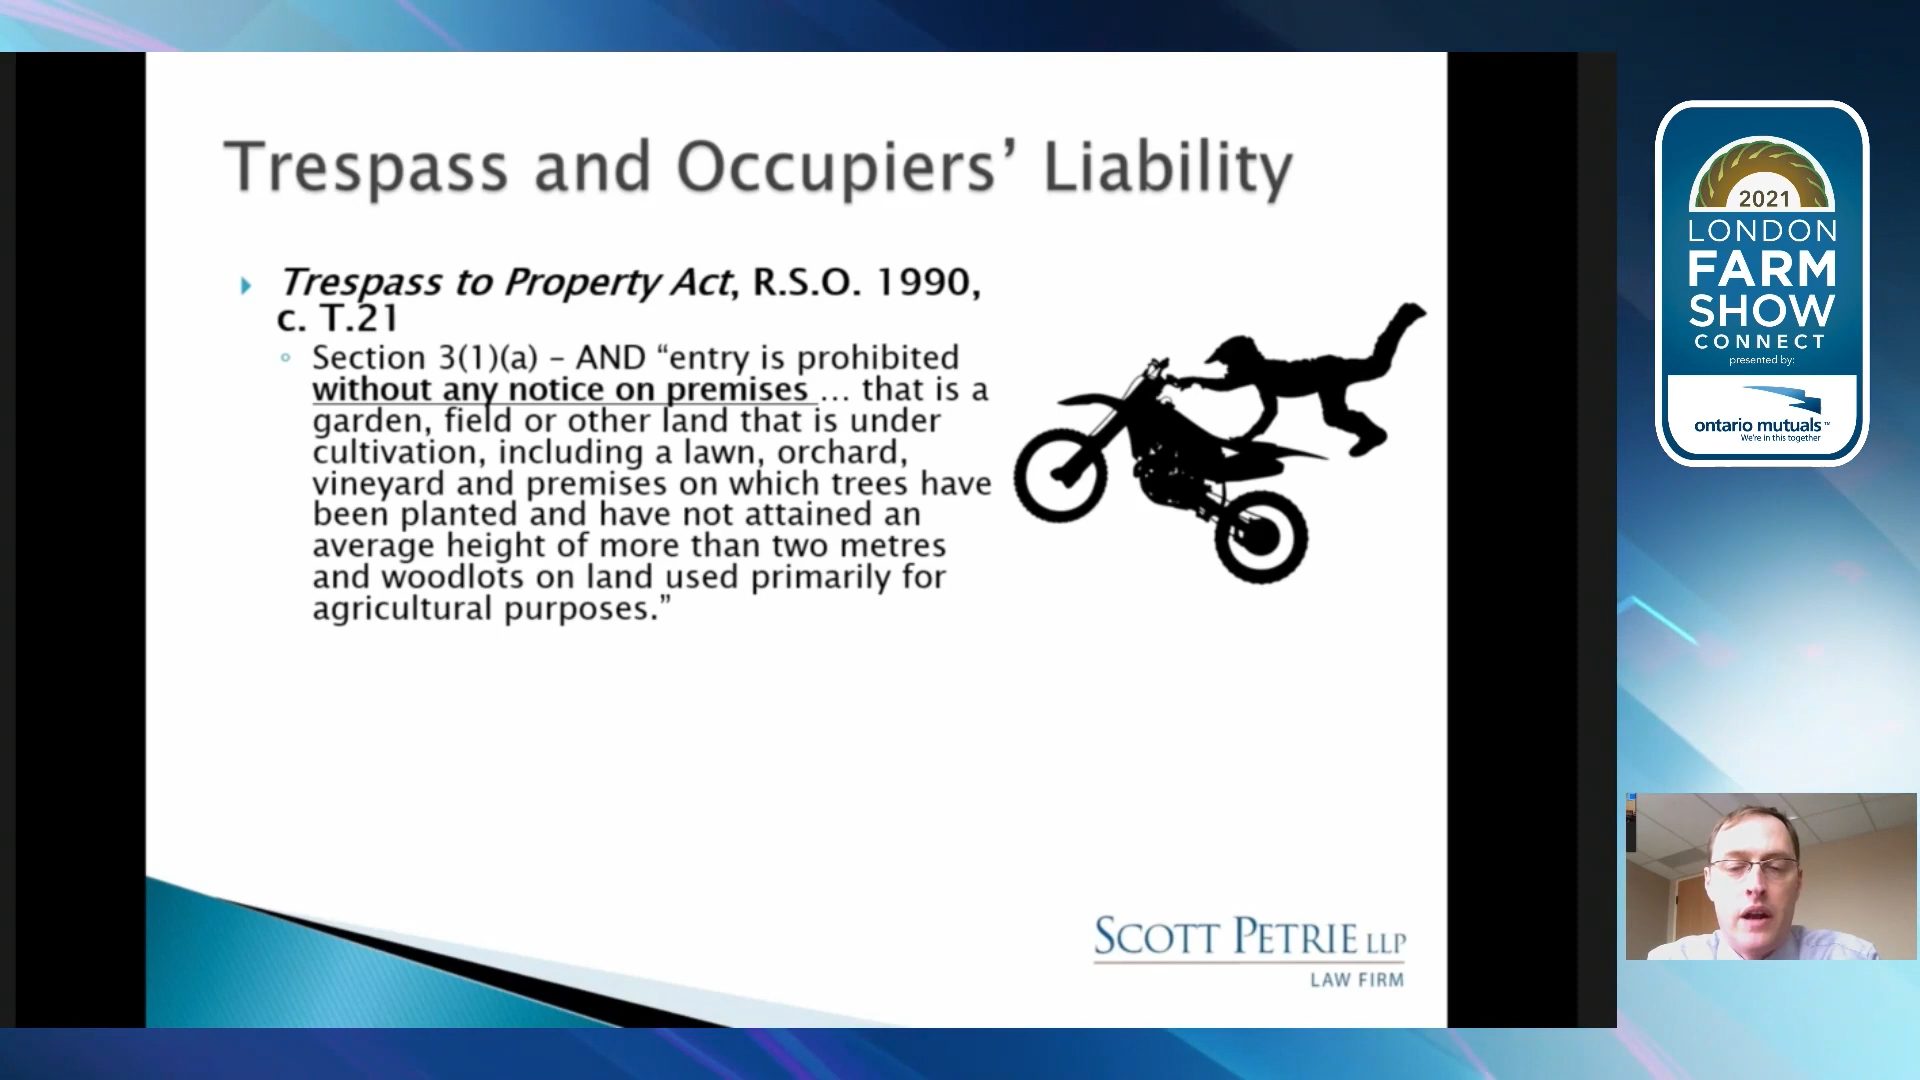 Trespass and Occupiers’ Liability
Trespass to Property Act, R.S.O. 1990,
c. T.21
Section 3(1)(a) – AND “entry is prohibited
without any notice on premises ... that is a
garden, field or other land that is under
cultivation, including a lawn, orchard,
vineyard and premises on which trees have
been planted and have not attained an
average height of more than two metres
and woodlots on land used primarily for
agricultural purposes.”
SCOTT PETRIE LLP
LAW FIRM
2021
LONDON
FARM
SHOW
CONNECT
presented by:
ontario mutuals™
We're in this together